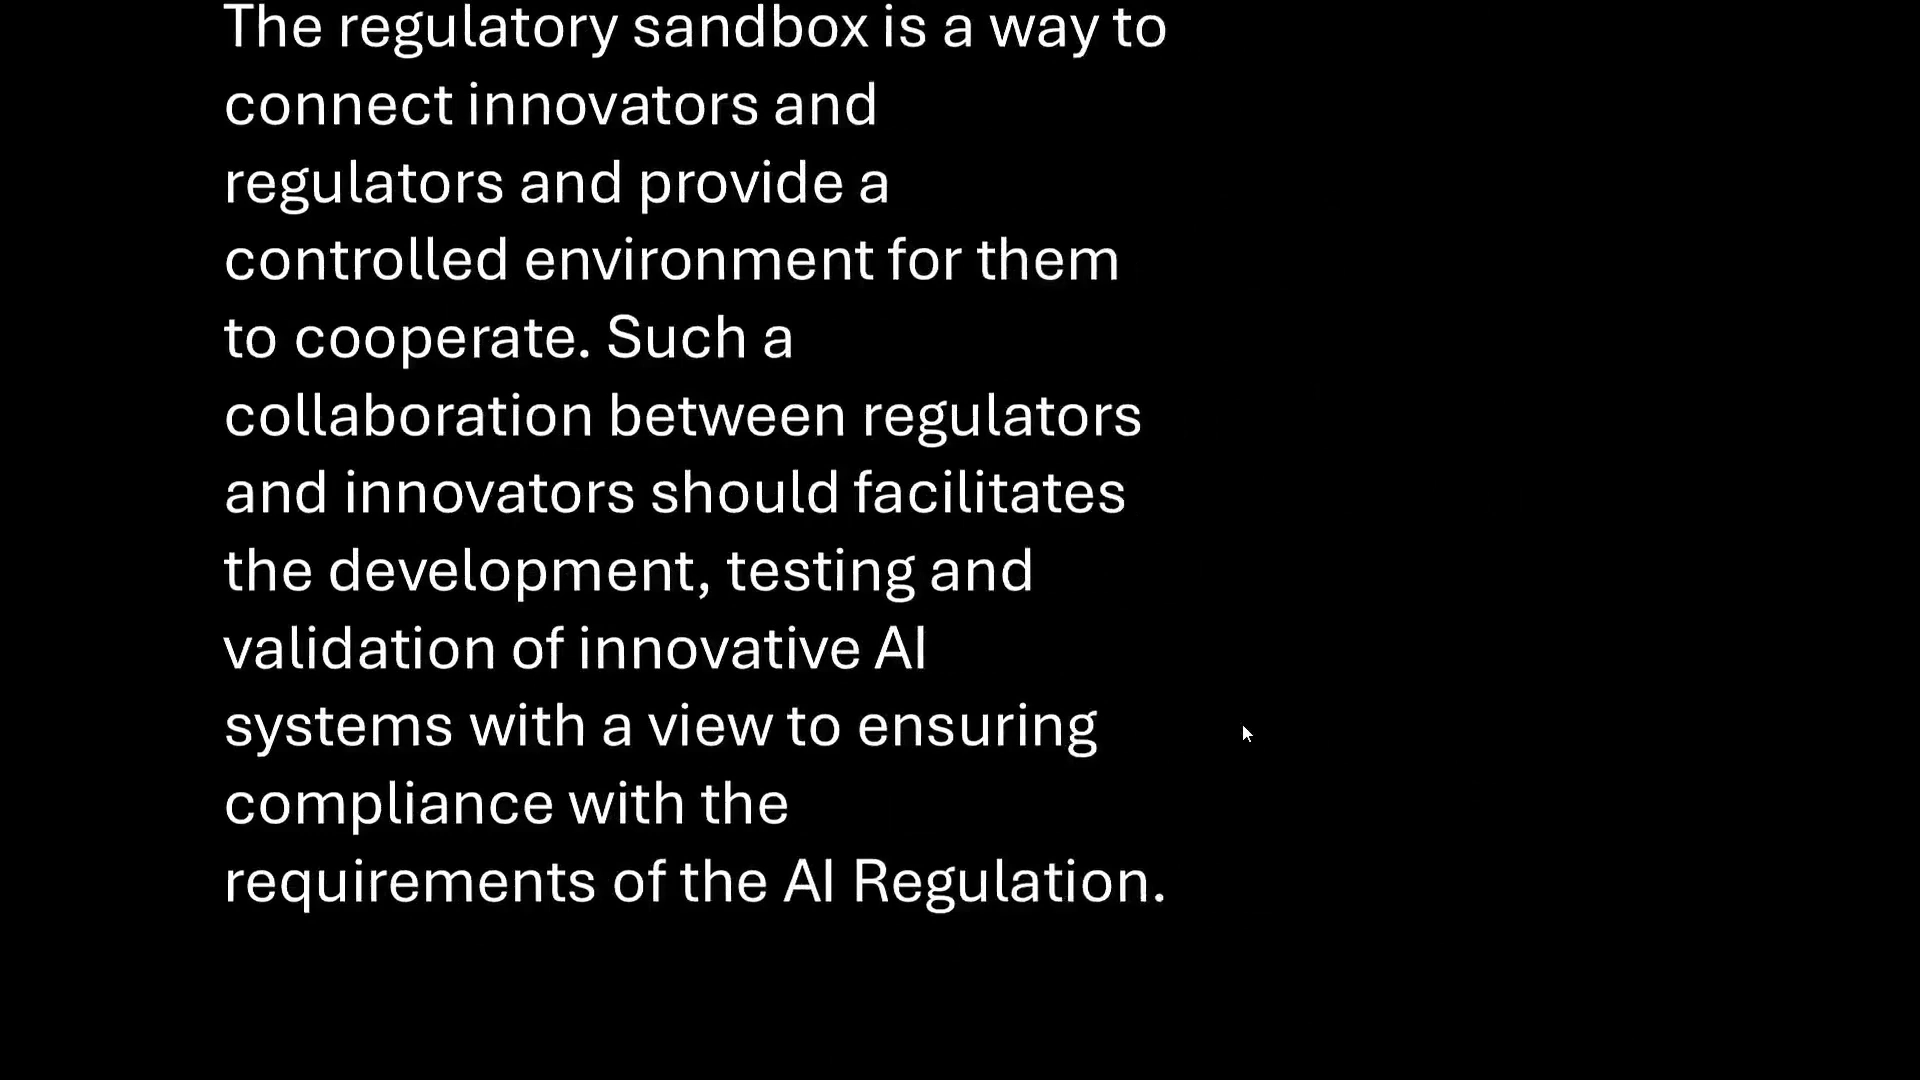 The regulatory sandbox is a way to
connect innovators and
regulators and provide a
controlled environment for them
to cooperate. Such a
collaboration between regulators
and innovators should facilitates
the development, testing and
validation of innovative AI
systems with a view to ensuring
compliance with the
requirements of the AI Regulation.